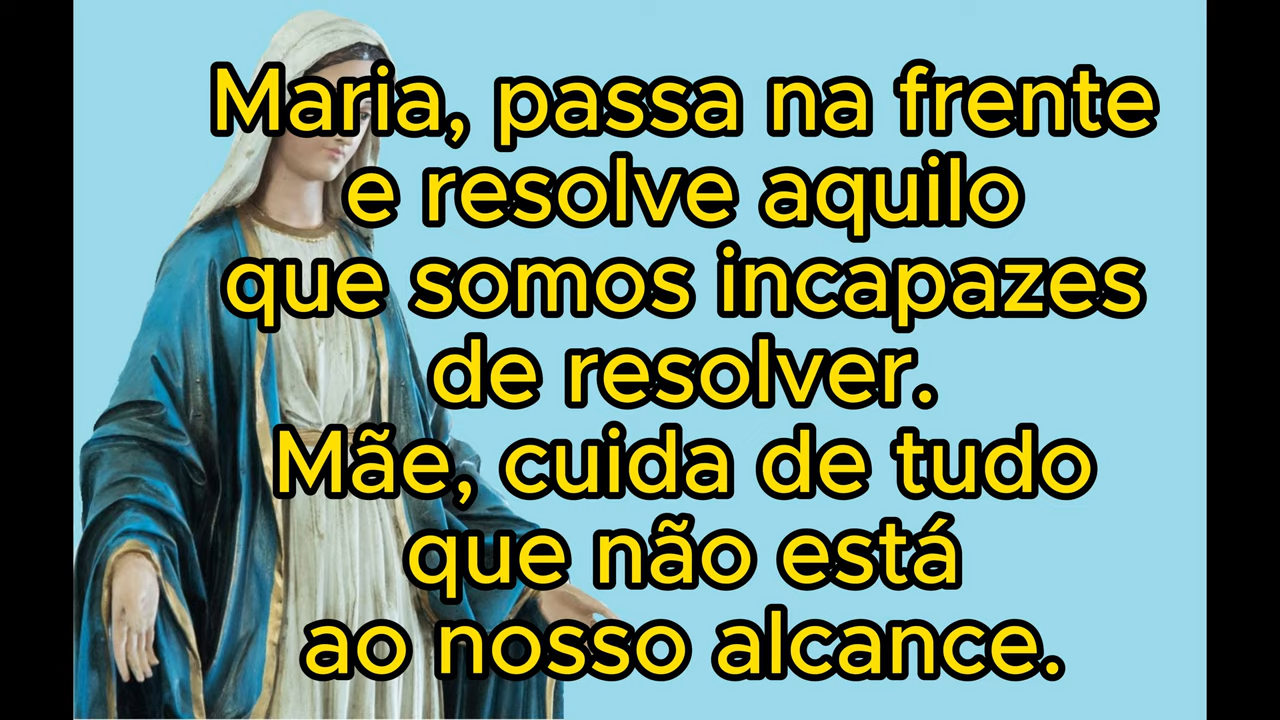 Maria, passa na frente
e resolve aquilo
que somos incapazes
de resolver.
Mãe, cuida de tudo
que não está
ao nosso alcance.